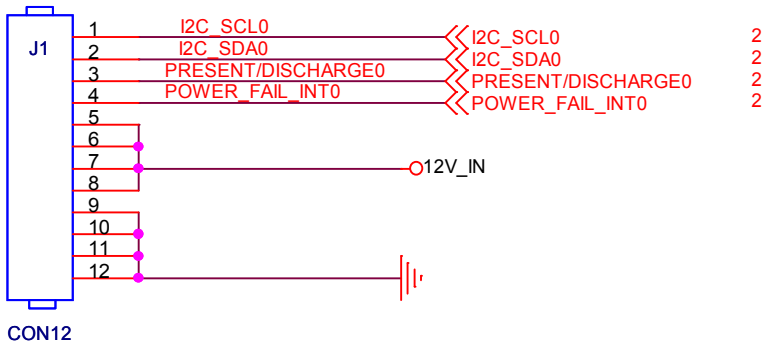 J1
1 I2C_SCL0 I2C_SCL0 2
2 I2C_SDA0 I2C_SDA0 2
3 PRESENT/DISCHARGE0 PRESENT/DISCHARGE0 2
4 POWER_FAIL_INT0 POWER_FAIL_INT0 2
5
6
7 12V_IN
8
9
10
11
12
CON12